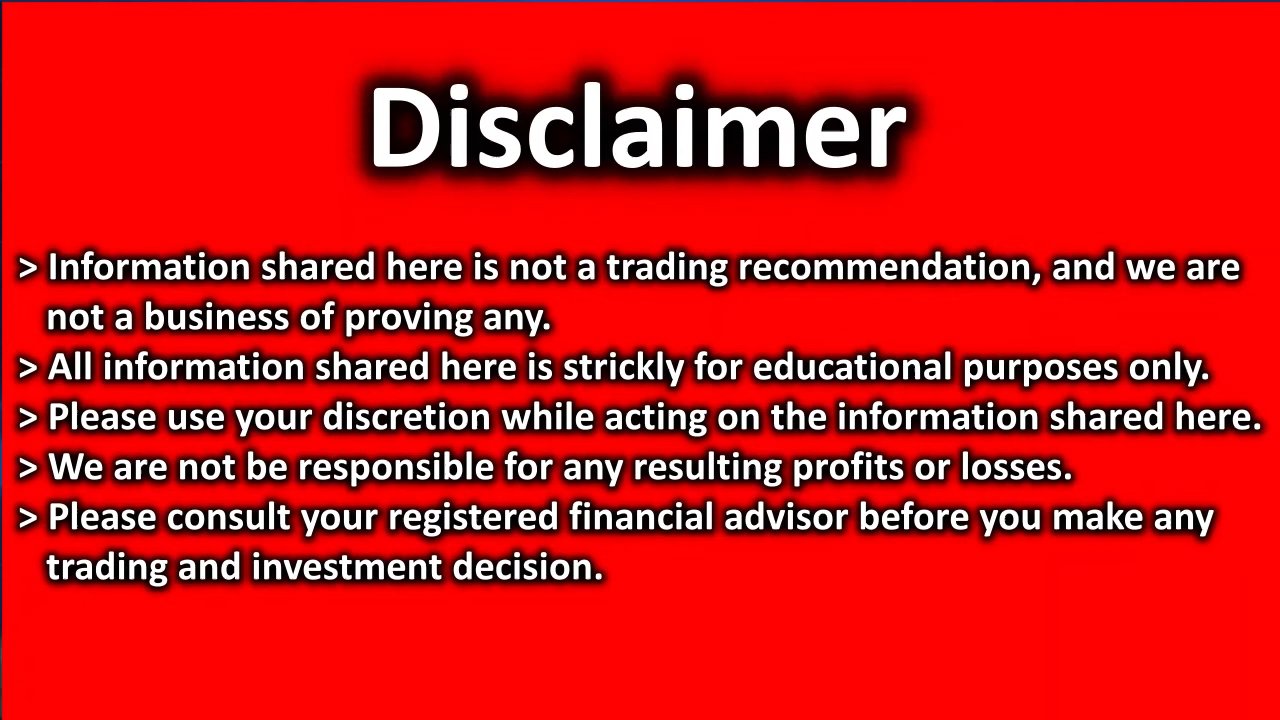 Disclaimer
> Information shared here is not a trading recommendation, and we are
not a business of proving any.
> All information shared here is strickly for educational purposes only.
> Please use your discretion while acting on the information shared here.
> We are not be responsible for any resulting profits or losses.
> Please consult your registered financial advisor before you make any
trading and investment decision.